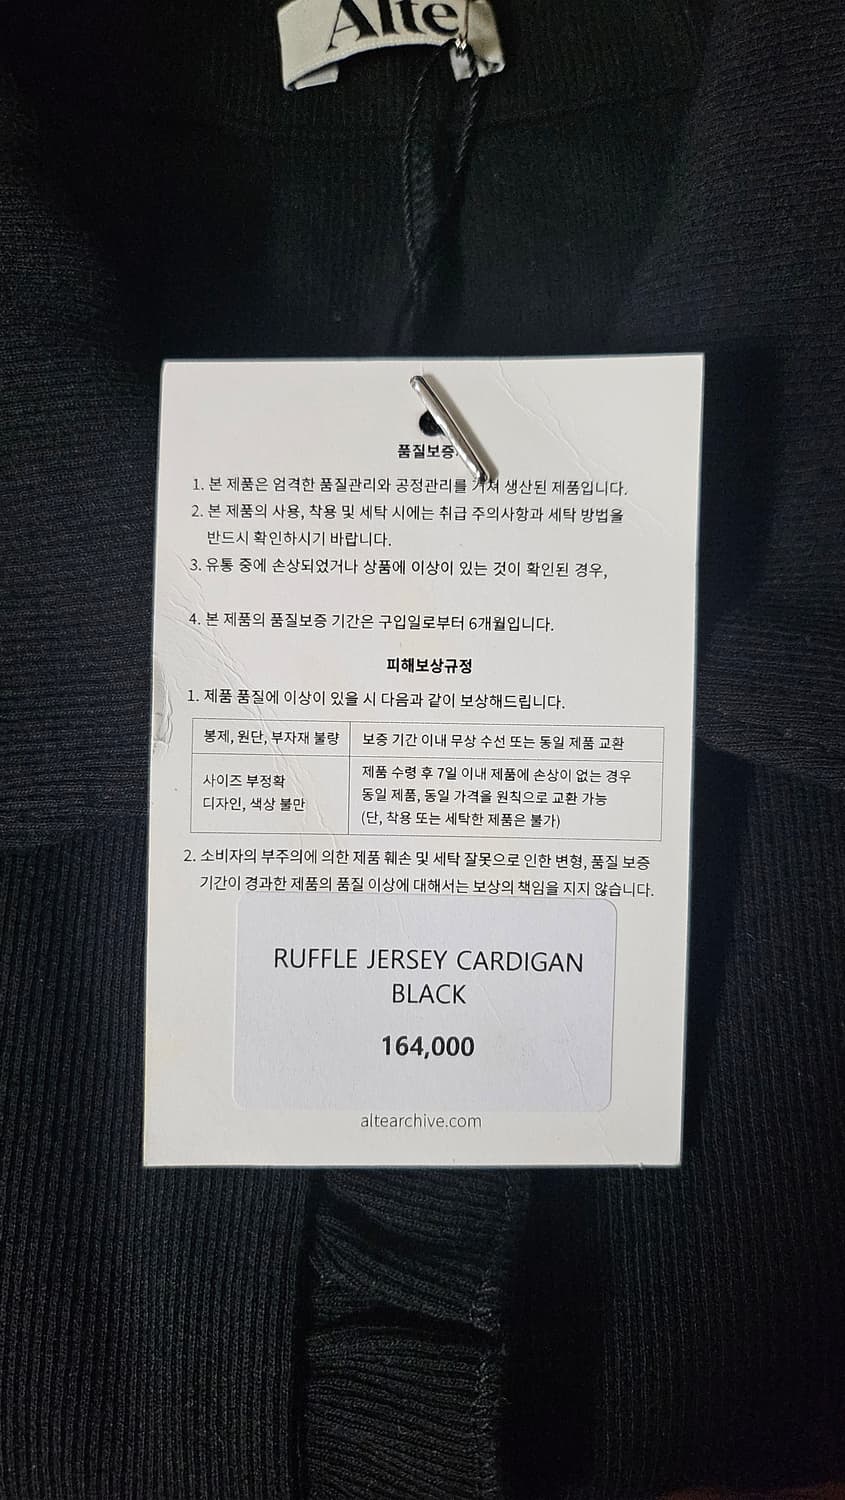 Alte
품질보증
1. 본 제품은 엄격한 품질관리와 공정관리를 거쳐 생산된 제품입니다.
2. 본 제품의 사용, 착용 및 세탁 시에는 취급 주의사항과 세탁 방법을
반드시 확인하시기 바랍니다.
3. 유통 중에 손상되었거나 상품에 이상이 있는 것이 확인된 경우,
4. 본 제품의 품질보증 기간은 구입일로부터 6개월입니다.
피해보상규정
1. 제품 품질에 이상이 있을 시 다음과 같이 보상해드립니다.
봉제, 원단, 부자재 불량 보증 기간 이내 무상 수선 또는 동일 제품 교환
사이즈 부정확
디자인, 색상 불만
제품 수령 후 7일 이내 제품에 손상이 없는 경우
동일 제품, 동일 가격을 원칙으로 교환 가능
(단, 착용 또는 세탁한 제품은 불가)
2. 소비자의 부주의에 의한 제품 훼손 및 세탁 잘못으로 인한 변형, 품질 보증
기간이 경과한 제품의 품질 이상에 대해서는 보상의 책임을 지지 않습니다.
RUFFLE JERSEY CARDIGAN
BLACK
164,000
altearchive.com